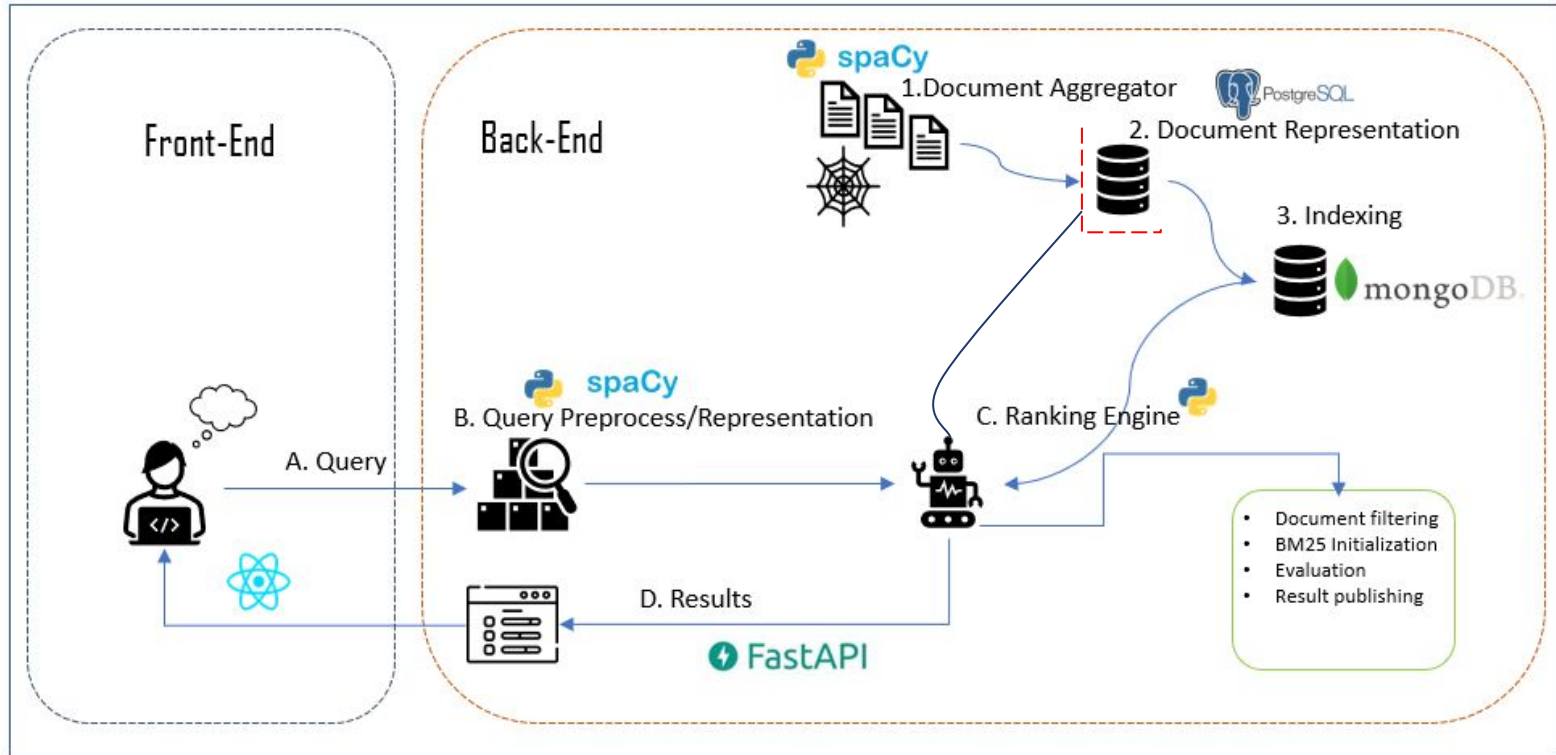 Front-End
Back-End
spaCy
1.Document Aggregator
PostgreSQL
2. Document Representation
3. Indexing
mongoDB.
spaCy
B. Query Preprocess/Representation
C. Ranking Engine
A. Query
</>
• Document filtering
• BM25 Initialization
• Evaluation
• Result publishing
D. Results
FastAPI